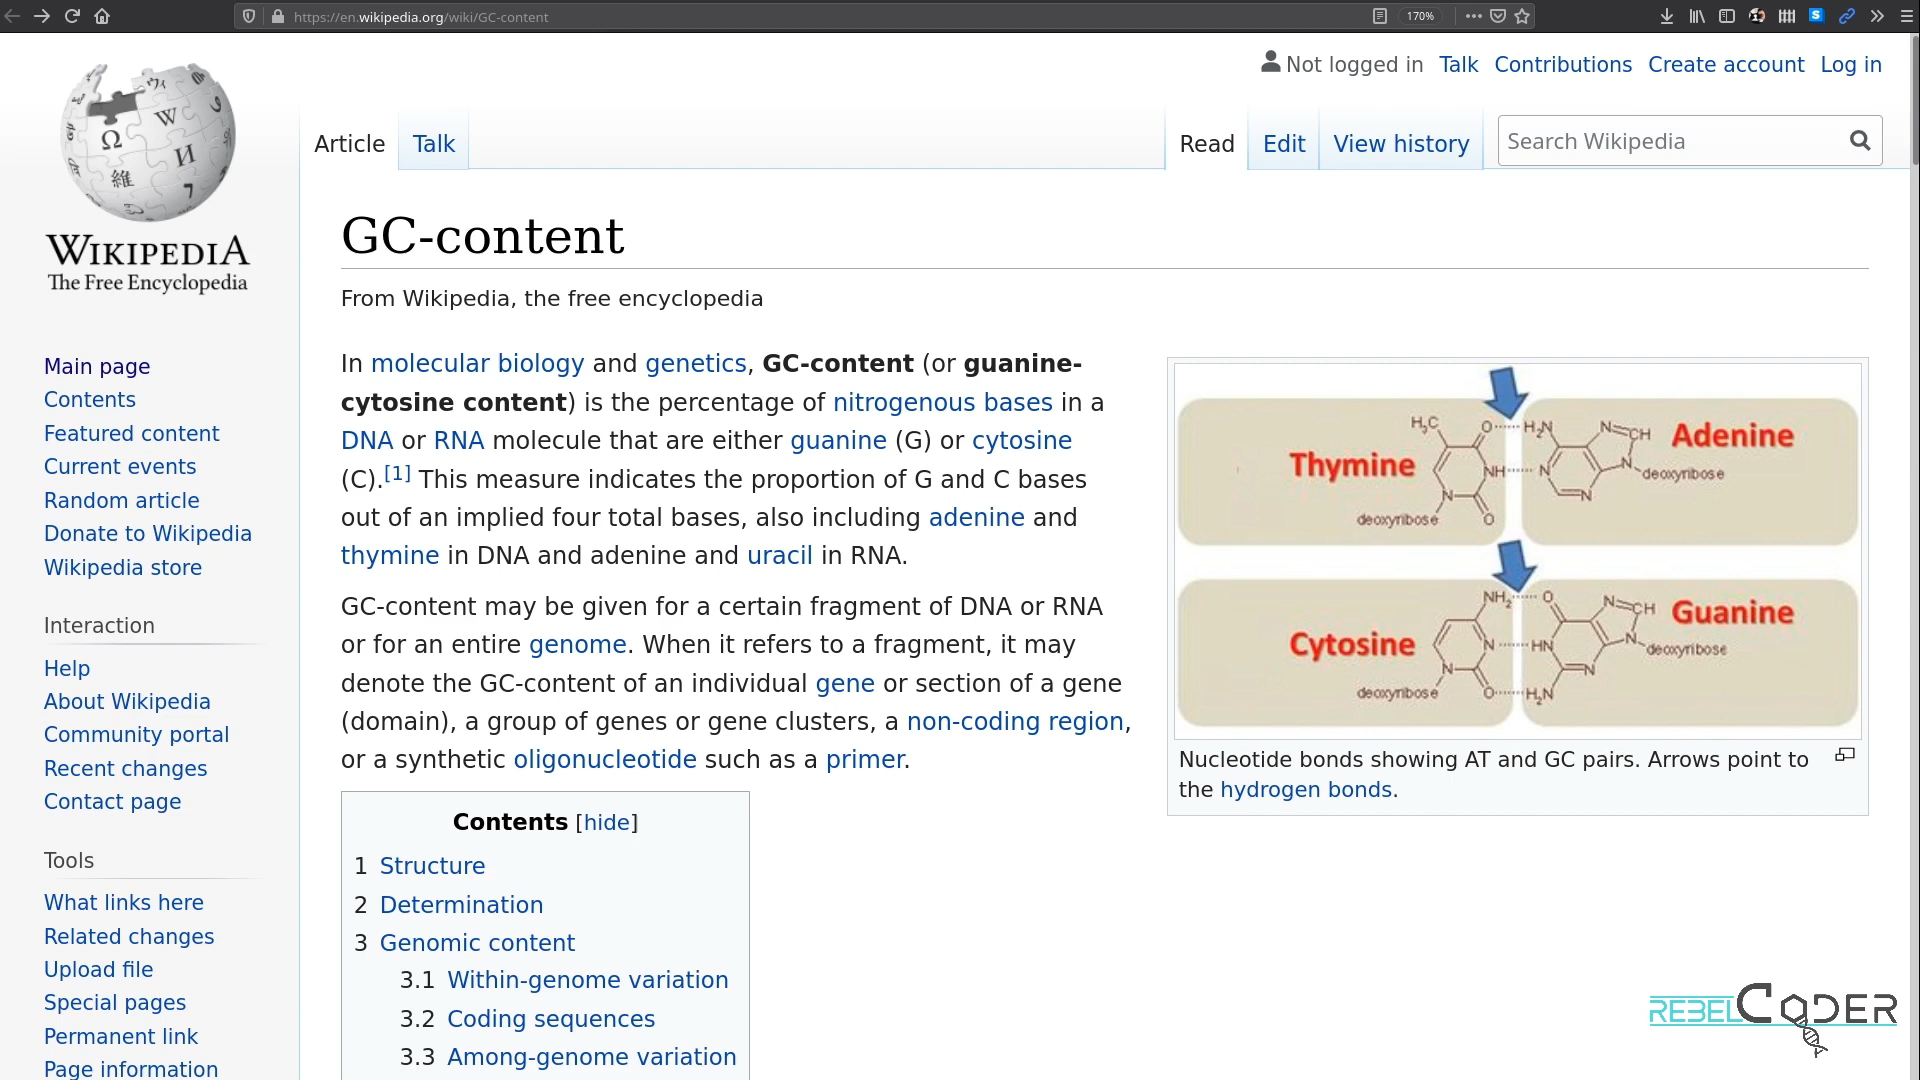 https://en.wikipedia.org/wiki/GC-content
170%
Not logged in Talk Contributions Create account Log in
Article Talk Read Edit View history Search Wikipedia
WIKIPEDIA
The Free Encyclopedia
Main page
Contents
Featured content
Current events
Random article
Donate to Wikipedia
Wikipedia store
Interaction
Help
About Wikipedia
Community portal
Recent changes
Contact page
Tools
What links here
Related changes
Upload file
Special pages
Permanent link
Page information
GC-content
From Wikipedia, the free encyclopedia
In molecular biology and genetics, GC-content (or guanine-
cytosine content) is the percentage of nitrogenous bases in a
DNA or RNA molecule that are either guanine (G) or cytosine
(C).[1] This measure indicates the proportion of G and C bases
out of an implied four total bases, also including adenine and
thymine in DNA and adenine and uracil in RNA.
GC-content may be given for a certain fragment of DNA or RNA
or for an entire genome. When it refers to a fragment, it may
denote the GC-content of an individual gene or section of a gene
(domain), a group of genes or gene clusters, a non-coding region,
or a synthetic oligonucleotide such as a primer.
Contents [hide]
1 Structure
2 Determination
3 Genomic content
3.1 Within-genome variation
3.2 Coding sequences
3.3 Among-genome variation
H3C O H2N N CH Adenine
Thymine NH N N deoxyribose
N N
deoxyribose O
NH2 O N CH Guanine
Cytosine N HN N deoxyribose
N N
deoxyribose O H2N
Nucleotide bonds showing AT and GC pairs. Arrows point to
the hydrogen bonds.
REBELCODER